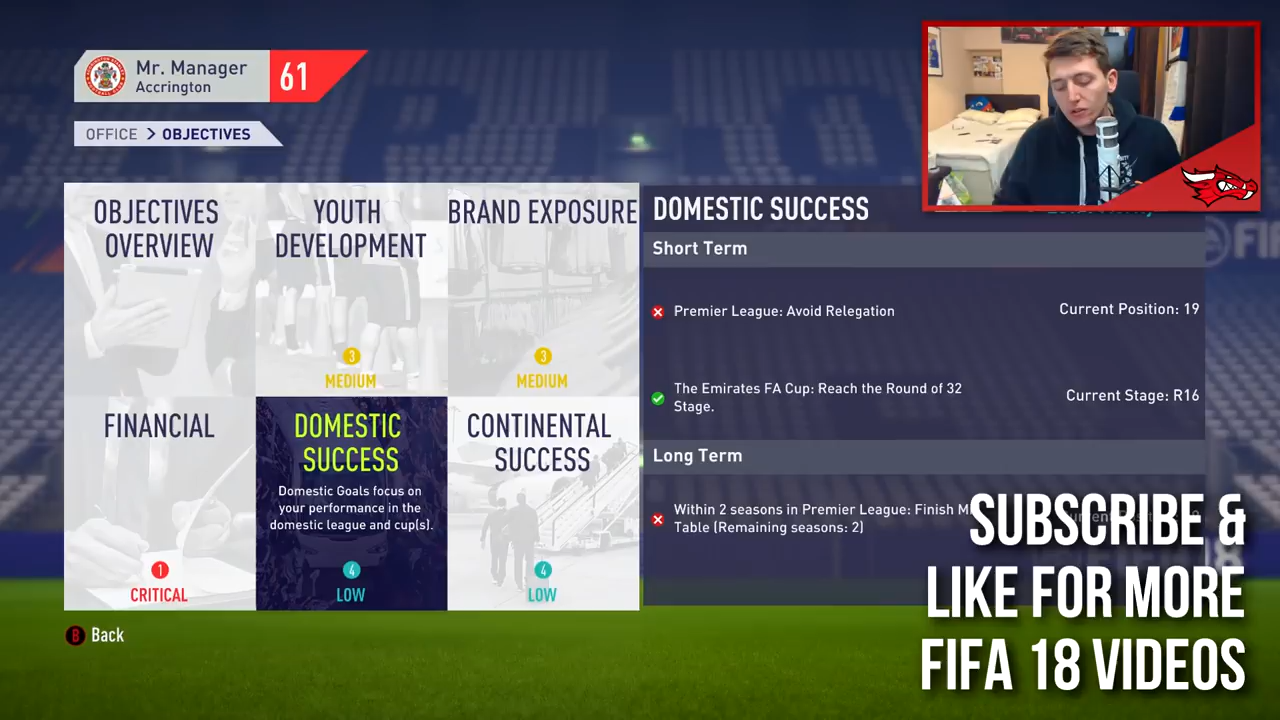 Mr. Manager
Accrington
61
OFFICE > OBJECTIVES
OBJECTIVES
OVERVIEW
YOUTH
DEVELOPMENT
3
MEDIUM
BRAND EXPOSURE
3
MEDIUM
FINANCIAL
1
CRITICAL
DOMESTIC
SUCCESS
Domestic Goals focus on
your performance in the
domestic league and cup(s).
4
LOW
CONTINENTAL
SUCCESS
4
LOW
DOMESTIC SUCCESS
Short Term
Premier League: Avoid Relegation
Current Position: 19
The Emirates FA Cup: Reach the Round of 32
Stage.
Current Stage: R16
Long Term
Within 2 seasons in Premier League: Finish
Table (Remaining seasons: 2)
SUBSCRIBE &
LIKE FOR MORE
FIFA 18 VIDEOS
B Back